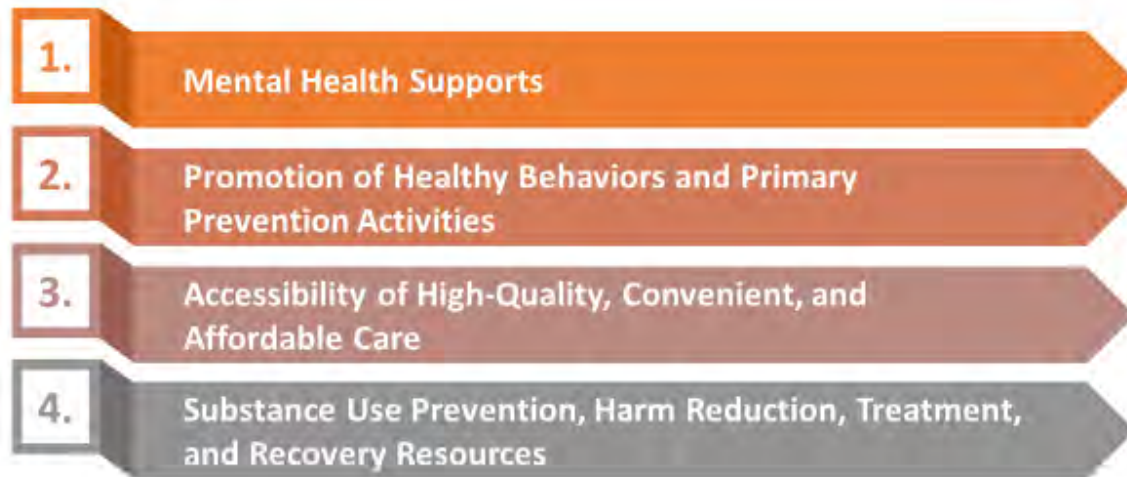 1.
Mental Health Supports
2.
Promotion of Healthy Behaviors and Primary
Prevention Activities
3.
Accessibility of High-Quality, Convenient, and
Affordable Care
4.
Substance Use Prevention, Harm Reduction, Treatment,
and Recovery Resources